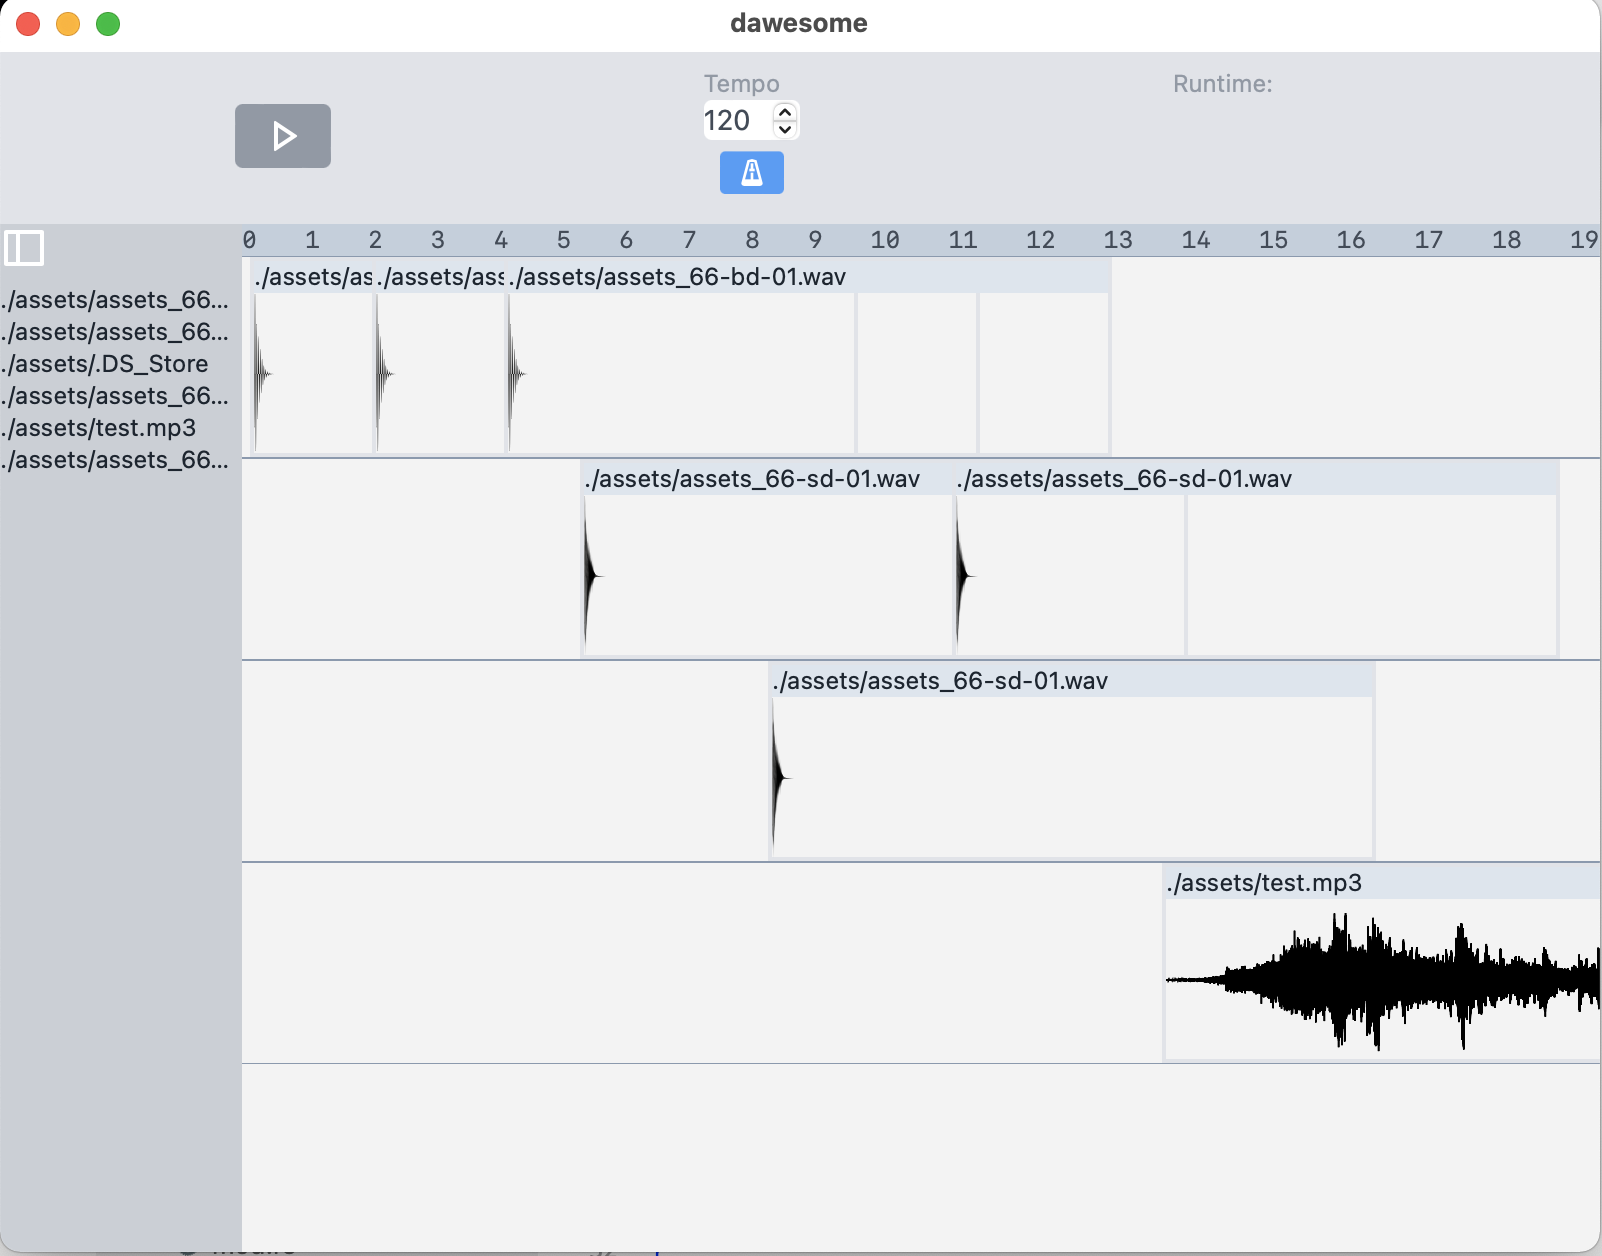 dawesome
Tempo
120
Runtime:
0 1 2 3 4 5 6 7 8 9 10 11 12 13 14 15 16 17 18 19
./assets/as ./assets/ass ./assets/assets_66-bd-01.wav
./assets/assets_66...
./assets/assets_66...
./assets/.DS_Store
./assets/assets_66...
./assets/test.mp3
./assets/assets_66...
./assets/assets_66-sd-01.wav ./assets/assets_66-sd-01.wav
./assets/assets_66-sd-01.wav
./assets/test.mp3